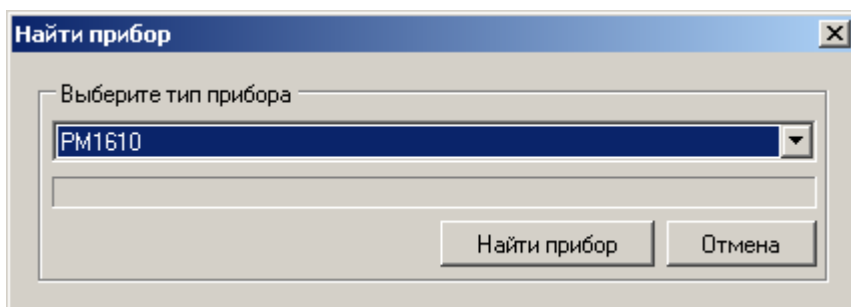 Найти прибор
Выберите тип прибора
PM1610
Найти прибор
Отмена